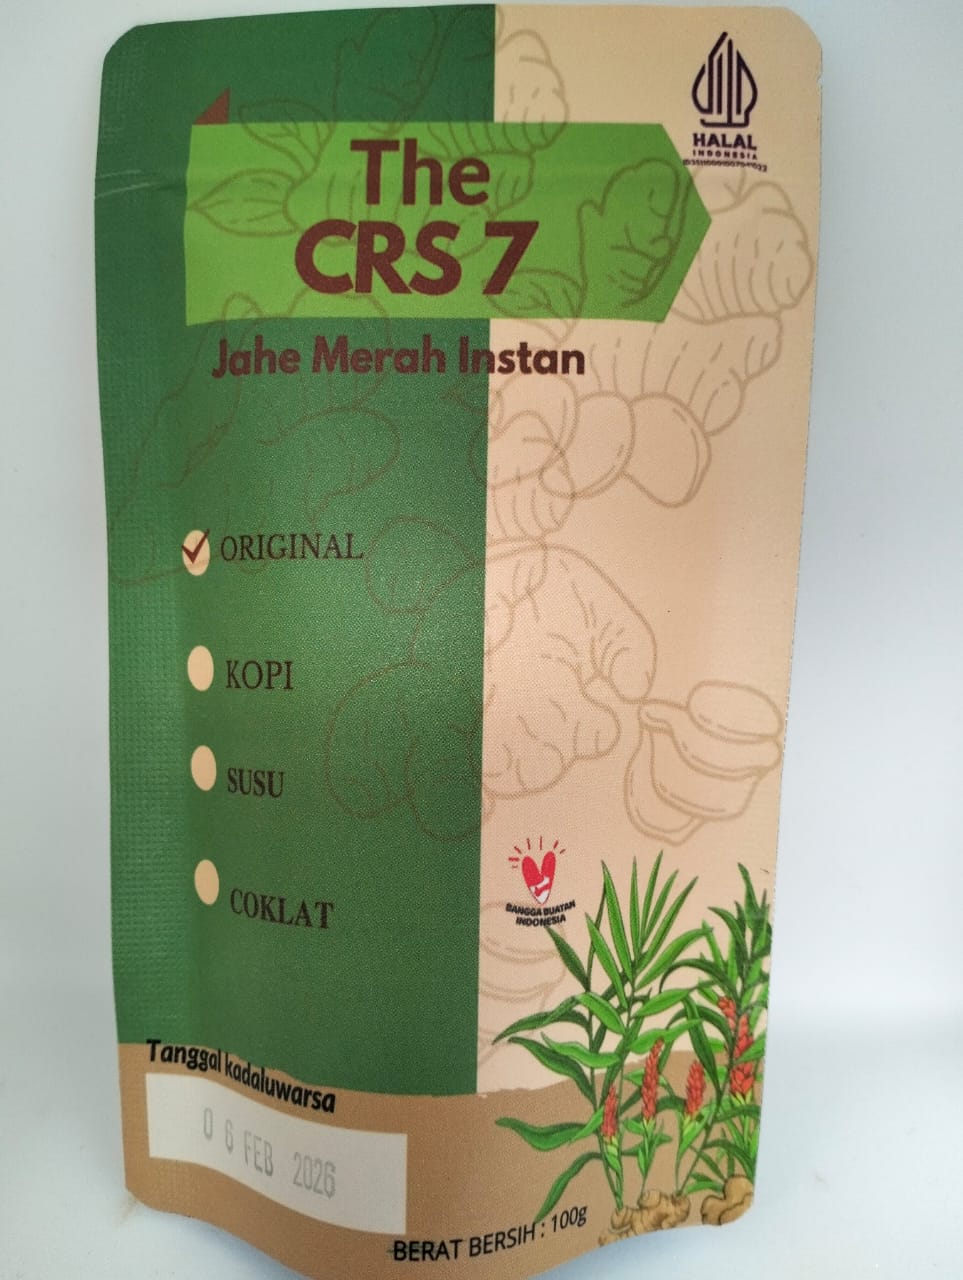 HALAL
INDONESIA
The
CRS 7
Jahe Merah Instan
ORIGINAL
KOPI
SUSU
COKLAT
BANGGA BUATAN
INDONESIA
Tanggal kadaluwarsa
06 FEB 2026
BERAT BERSIH : 100g